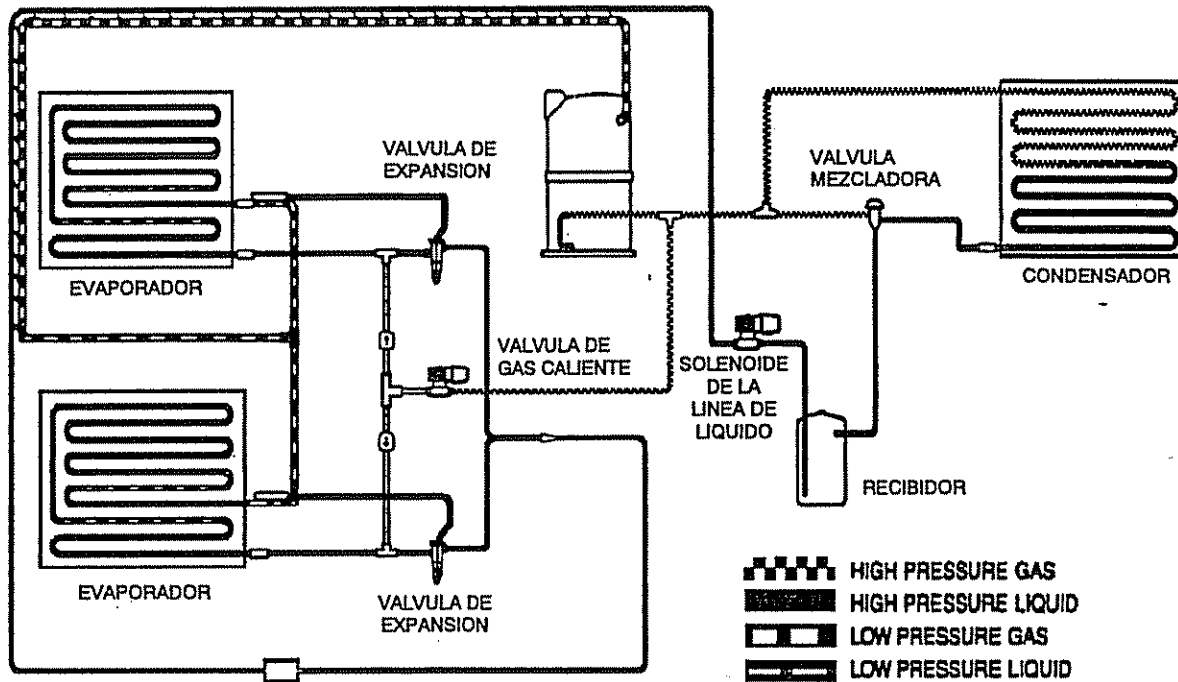 VALVULA DE
EXPANSION
VALVULA
MEZCLADORA
EVAPORADOR
CONDENSADOR
VALVULA DE
GAS CALIENTE
SOLENOIDE
DE LA
LINEA DE
LIQUIDO
RECIBIDOR
EVAPORADOR
VALVULA DE
EXPANSION
HIGH PRESSURE GAS
HIGH PRESSURE LIQUID
LOW PRESSURE GAS
LOW PRESSURE LIQUID